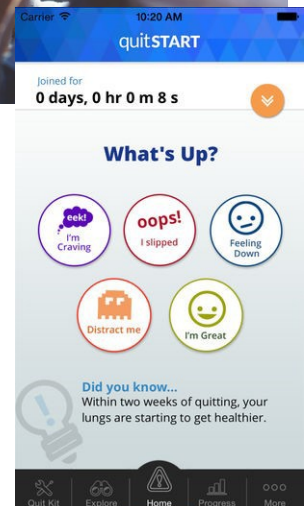 Carrier 10:20 AM
quitSTART
Joined for
0 days, 0 hr 0 m 8 s
What's Up?
eek!
I'm
Craving
oops!
I slipped
Feeling
Down
Distract me
I'm Great
Did you know...
Within two weeks of quitting, your
lungs are starting to get healthier.
Quit Kit Explore Home Progress More